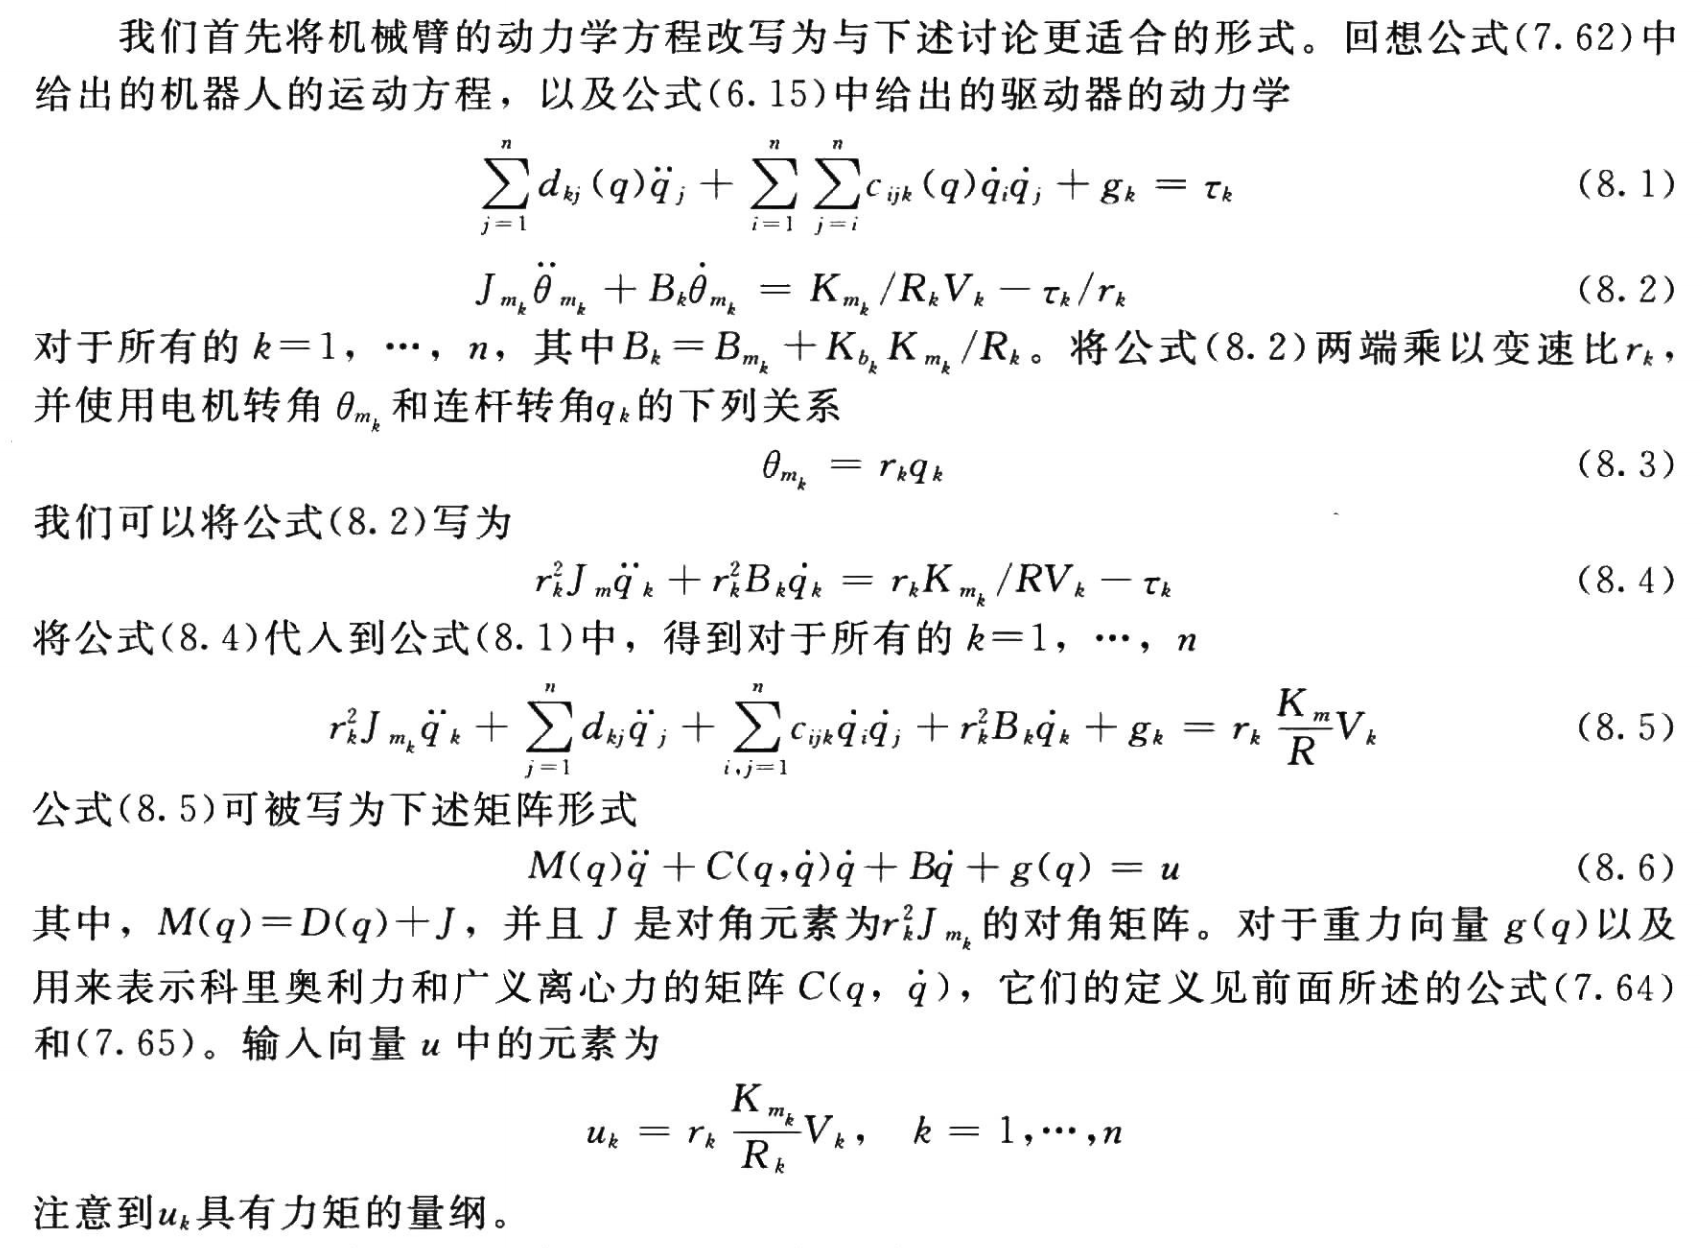 我们首先将机械臂的动力学方程改写为与下述讨论更适合的形式。回想公式(7.62)中
给出的机器人的运动方程，以及公式(6.15)中给出的驱动器的动力学
$\sum_{j=1}^{n} d_{kj}(q)\ddot{q}_j + \sum_{i=1}^{n}\sum_{j=i}^{n} c_{ijk}(q)\dot{q}_i\dot{q}_j + g_k = \tau_k$ (8.1)
$J_{m_k}\ddot{\theta}_{m_k} + B_k\dot{\theta}_{m_k} = K_{m_k}/R_kV_k - \tau_k/r_k$ (8.2)
对于所有的 $k=1, \cdots, n$，其中$B_k = B_{m_k} + K_{b_k}K_{m_k}/R_k$。将公式(8.2)两端乘以变速比$r_k$，
并使用电机转角 $\theta_{m_k}$ 和连杆转角$q_k$的下列关系
$\theta_{m_k} = r_kq_k$ (8.3)
我们可以将公式(8.2)写为
$r_k^2J_m\ddot{q}_k + r_k^2B_k\dot{q}_k = r_kK_{m_k}/RV_k - \tau_k$ (8.4)
将公式(8.4)代入到公式(8.1)中，得到对于所有的 $k=1, \cdots, n$
$r_k^2J_{m_k}\ddot{q}_k + \sum_{j=1}^{n} d_{kj}\ddot{q}_j + \sum_{i,j=1}^{n} c_{ijk}\dot{q}_i\dot{q}_j + r_k^2B_k\dot{q}_k + g_k = r_k\frac{K_m}{R}V_k$ (8.5)
公式(8.5)可被写为下述矩阵形式
$M(q)\ddot{q} + C(q,\dot{q})\dot{q} + B\dot{q} + g(q) = u$ (8.6)
其中，$M(q)=D(q)+J$，并且 $J$ 是对角元素为$r_k^2J_{m_k}$的对角矩阵。对于重力向量 $g(q)$以及
用来表示科里奥利力和广义离心力的矩阵 $C(q, \dot{q})$，它们的定义见前面所述的公式(7.64)
和(7.65)。输入向量 $u$ 中的元素为
$u_k = r_k\frac{K_{m_k}}{R_k}V_k, \quad k = 1,\cdots,n$
注意到$u_k$具有力矩的量纲。